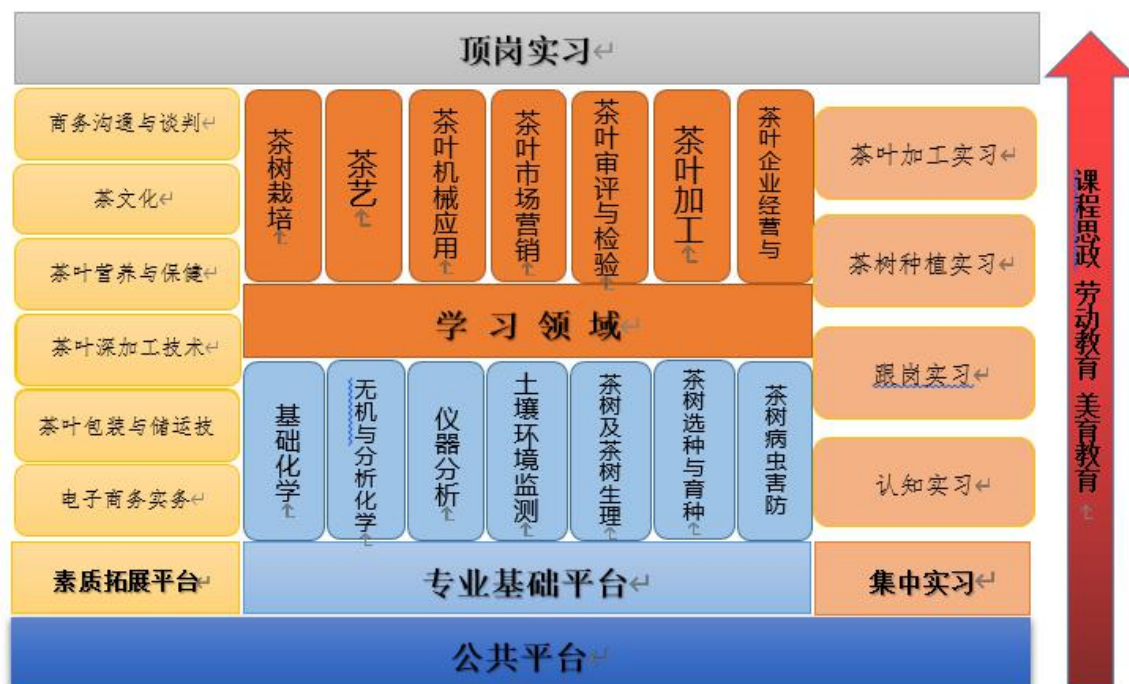 顶岗实习
商务沟通与谈判
茶文化
茶叶营养与保健
茶叶深加工技术
茶叶包装与储运技
电子商务实务
素质拓展平台
茶树栽培
茶艺
茶叶机械应用
茶叶市场营销
茶叶审评与检验
茶叶加工
茶叶企业经营与
学习领域
基础化学
无机与分析化学
仪器分析
土壤环境监测
茶树及茶树生理
茶树选种与育种
茶树病虫害防
专业基础平台
茶叶加工实习
茶树种植实习
跟岗实习
认知实习
集中实习
公共平台
课程思政 劳动教育 美育教育